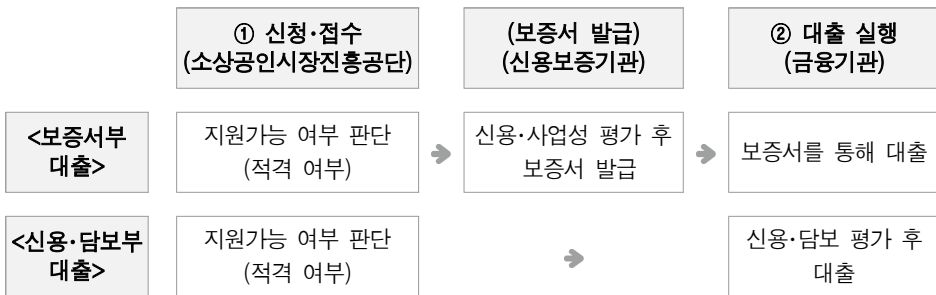 ① 신청·접수
(소상공인시장진흥공단)
(보증서 발급)
(신용보증기관)
② 대출 실행
(금융기관)
<보증서부
대출>
지원가능 여부 판단
(적격 여부)
신용·사업성 평가 후
보증서 발급
보증서를 통해 대출
<신용·담보부
대출>
지원가능 여부 판단
(적격 여부)
신용·담보 평가 후
대출